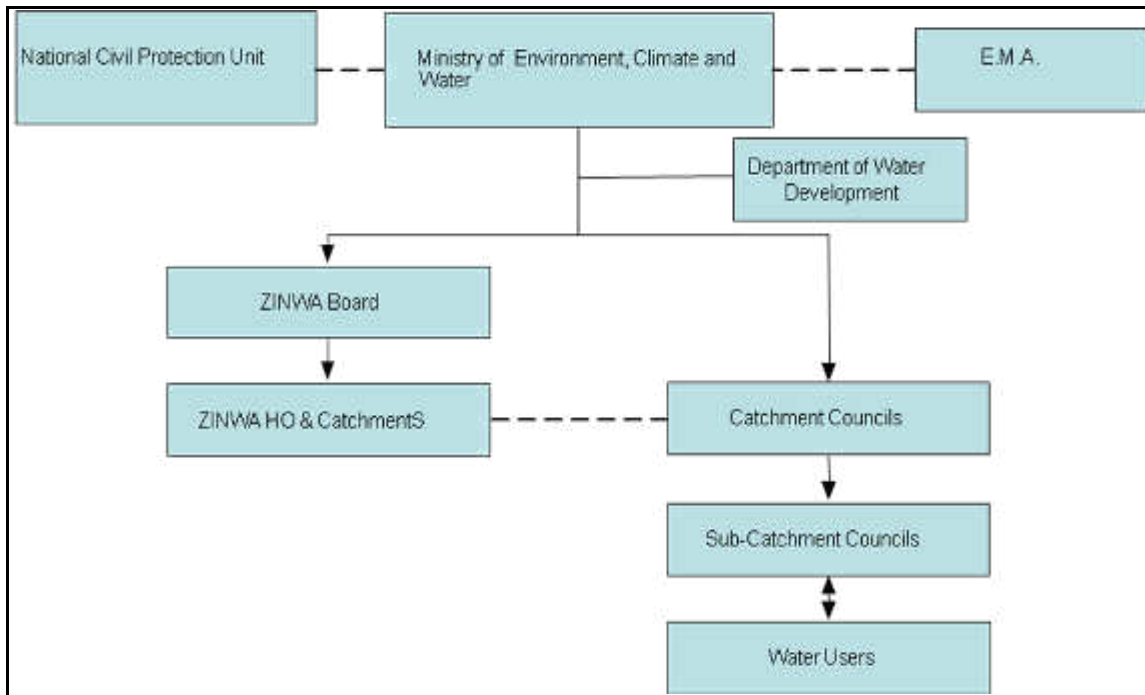 National Civil Protection Unit
Ministry of Environment, Climate and
Water
E.M.A.
Department of Water
Development
ZINWA Board
ZINWA HO & CatchmentS
Catchment Councils
Sub-Catchment Councils
Water Users